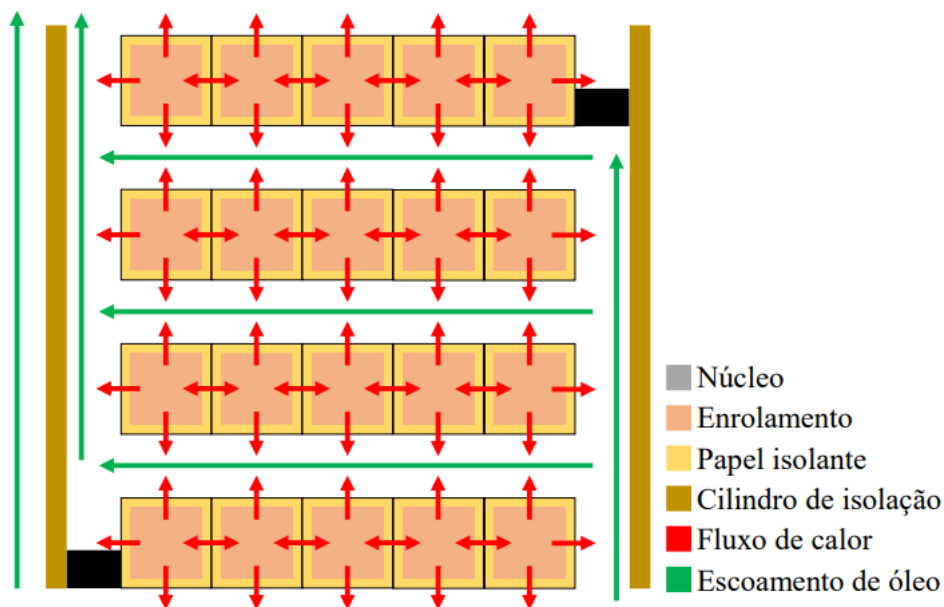 Núcleo
Enrolamento
Papel isolante
Cilindro de isolação
Fluxo de calor
Escoamento de óleo